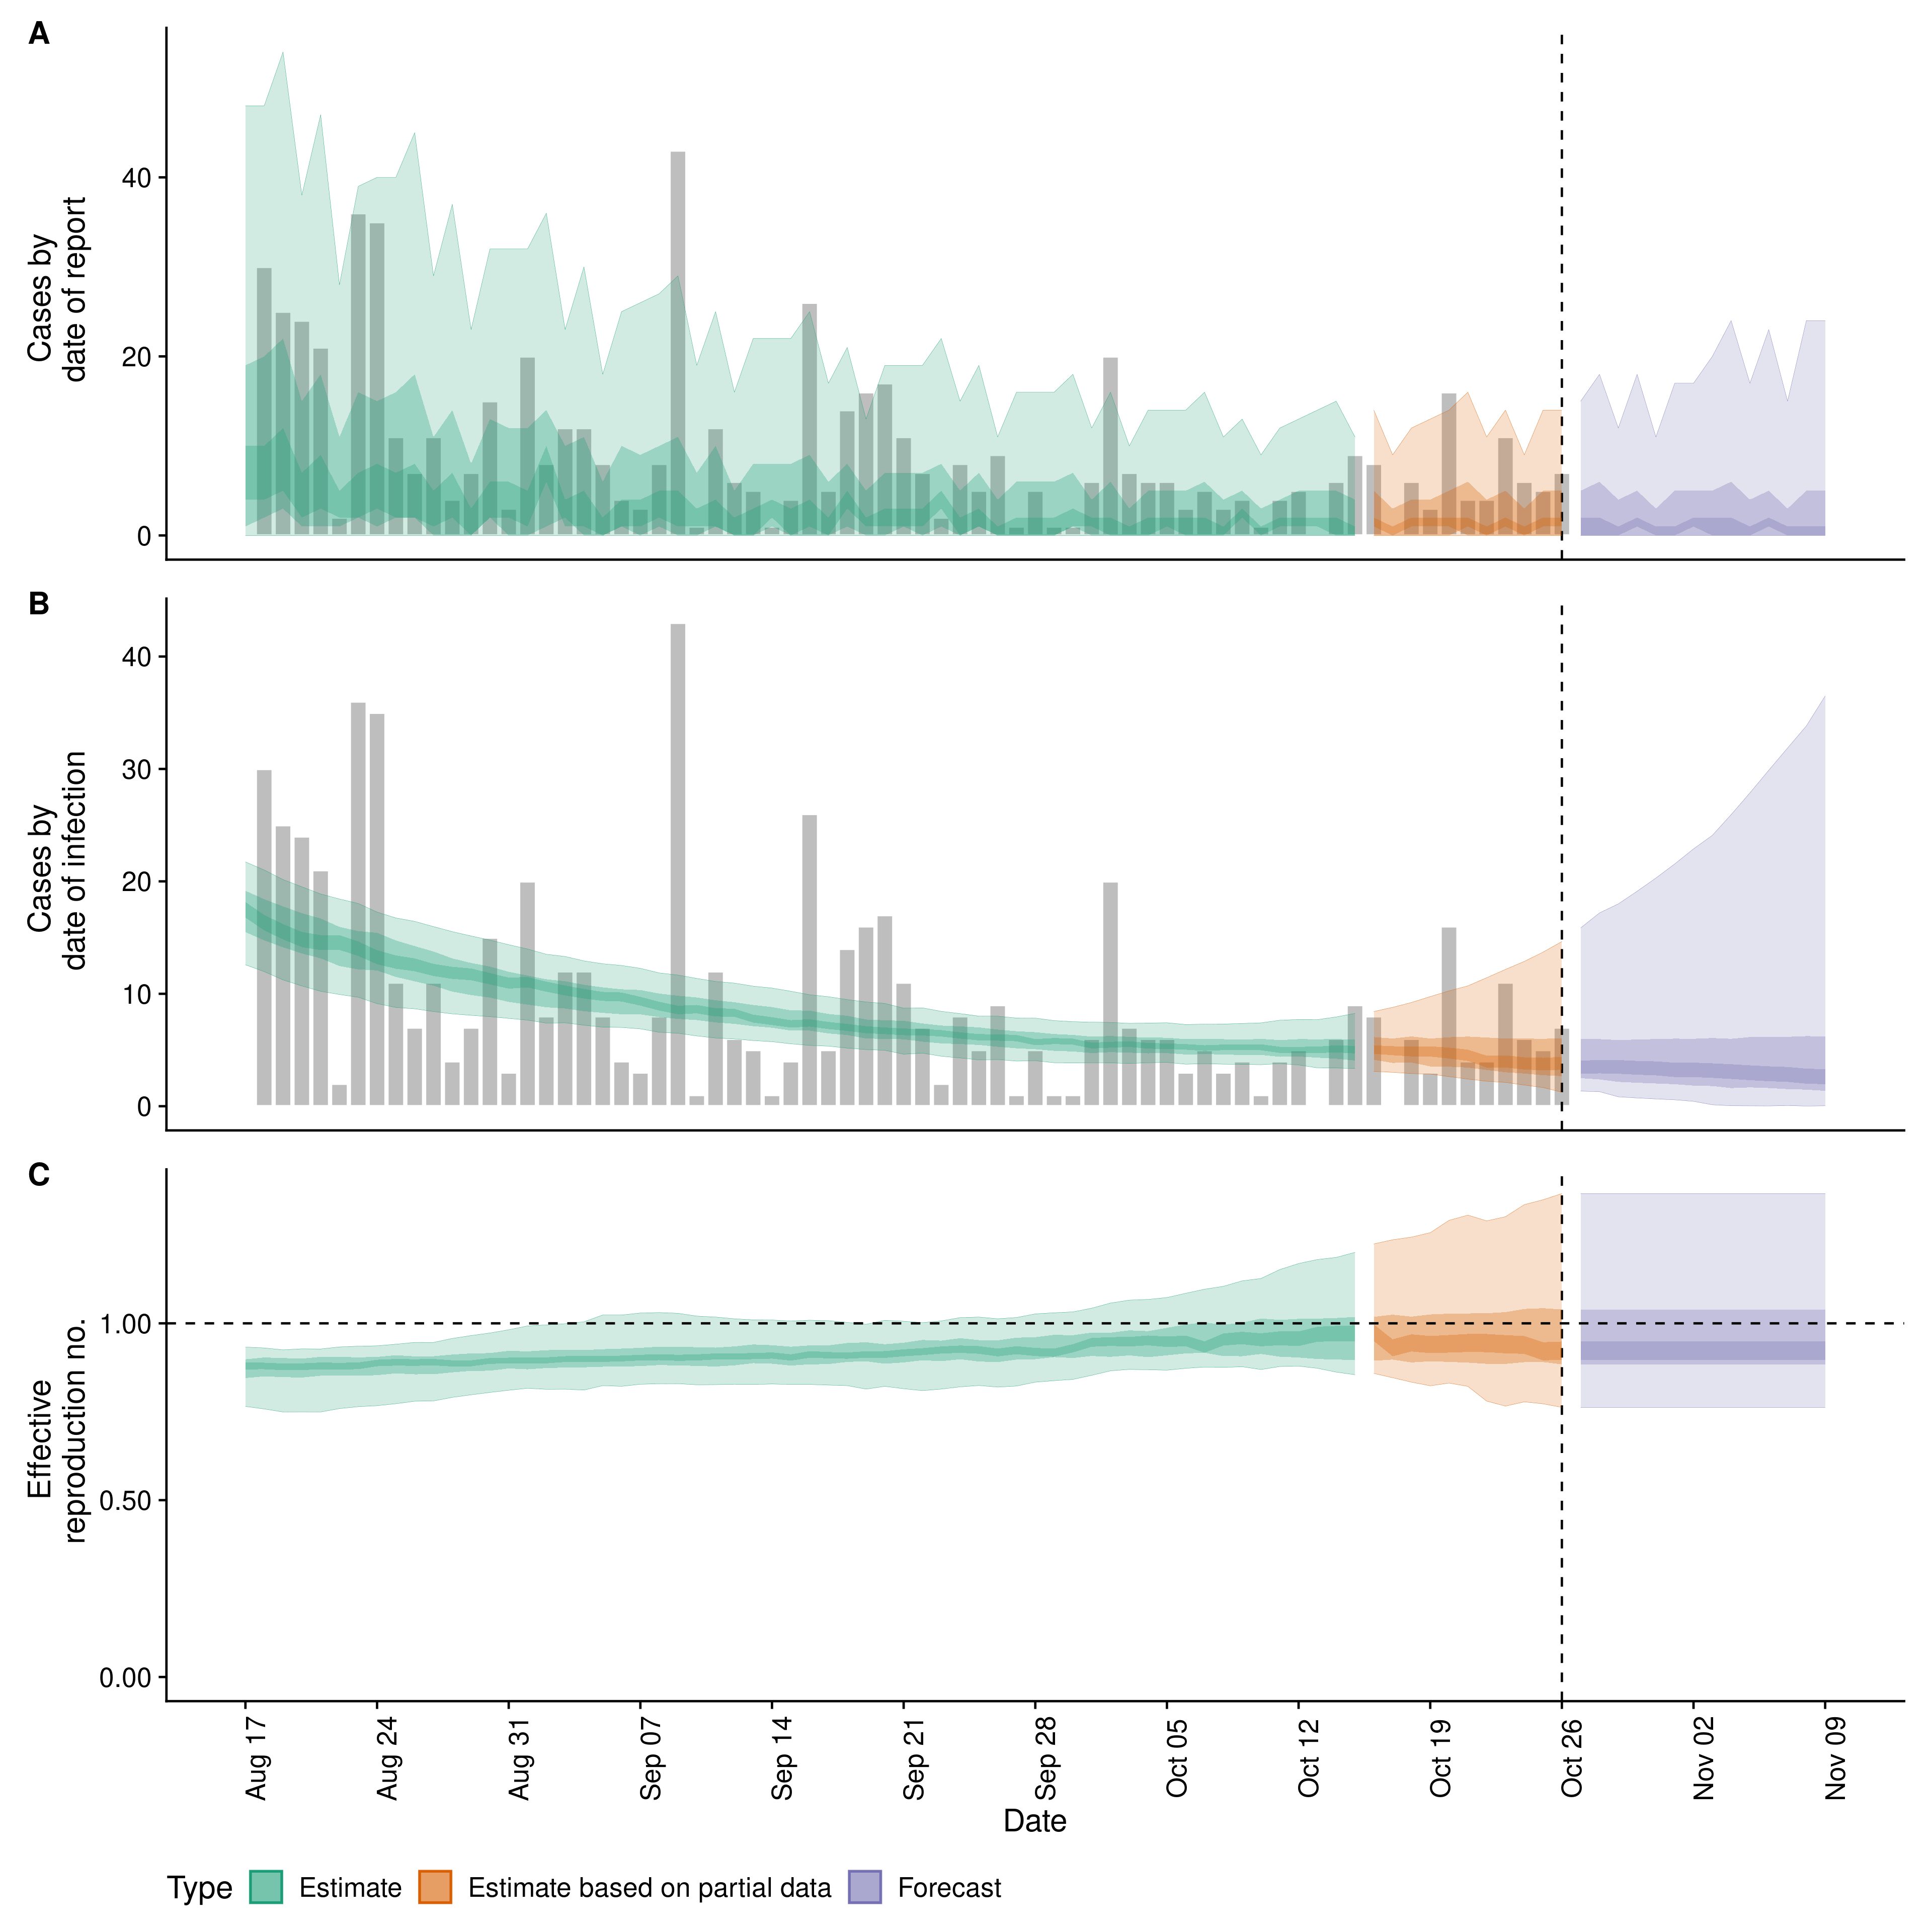 A
Cases by
date of report
40
20
0
B
Cases by
date of infection
40
30
20
10
0
C
Effective
reproduction no.
1.00
0.50
0.00
Aug 17
Aug 24
Aug 31
Sep 07
Sep 14
Sep 21
Sep 28
Oct 05
Oct 12
Oct 19
Oct 26
Nov 02
Nov 09
Date
Type Estimate Estimate based on partial data Forecast